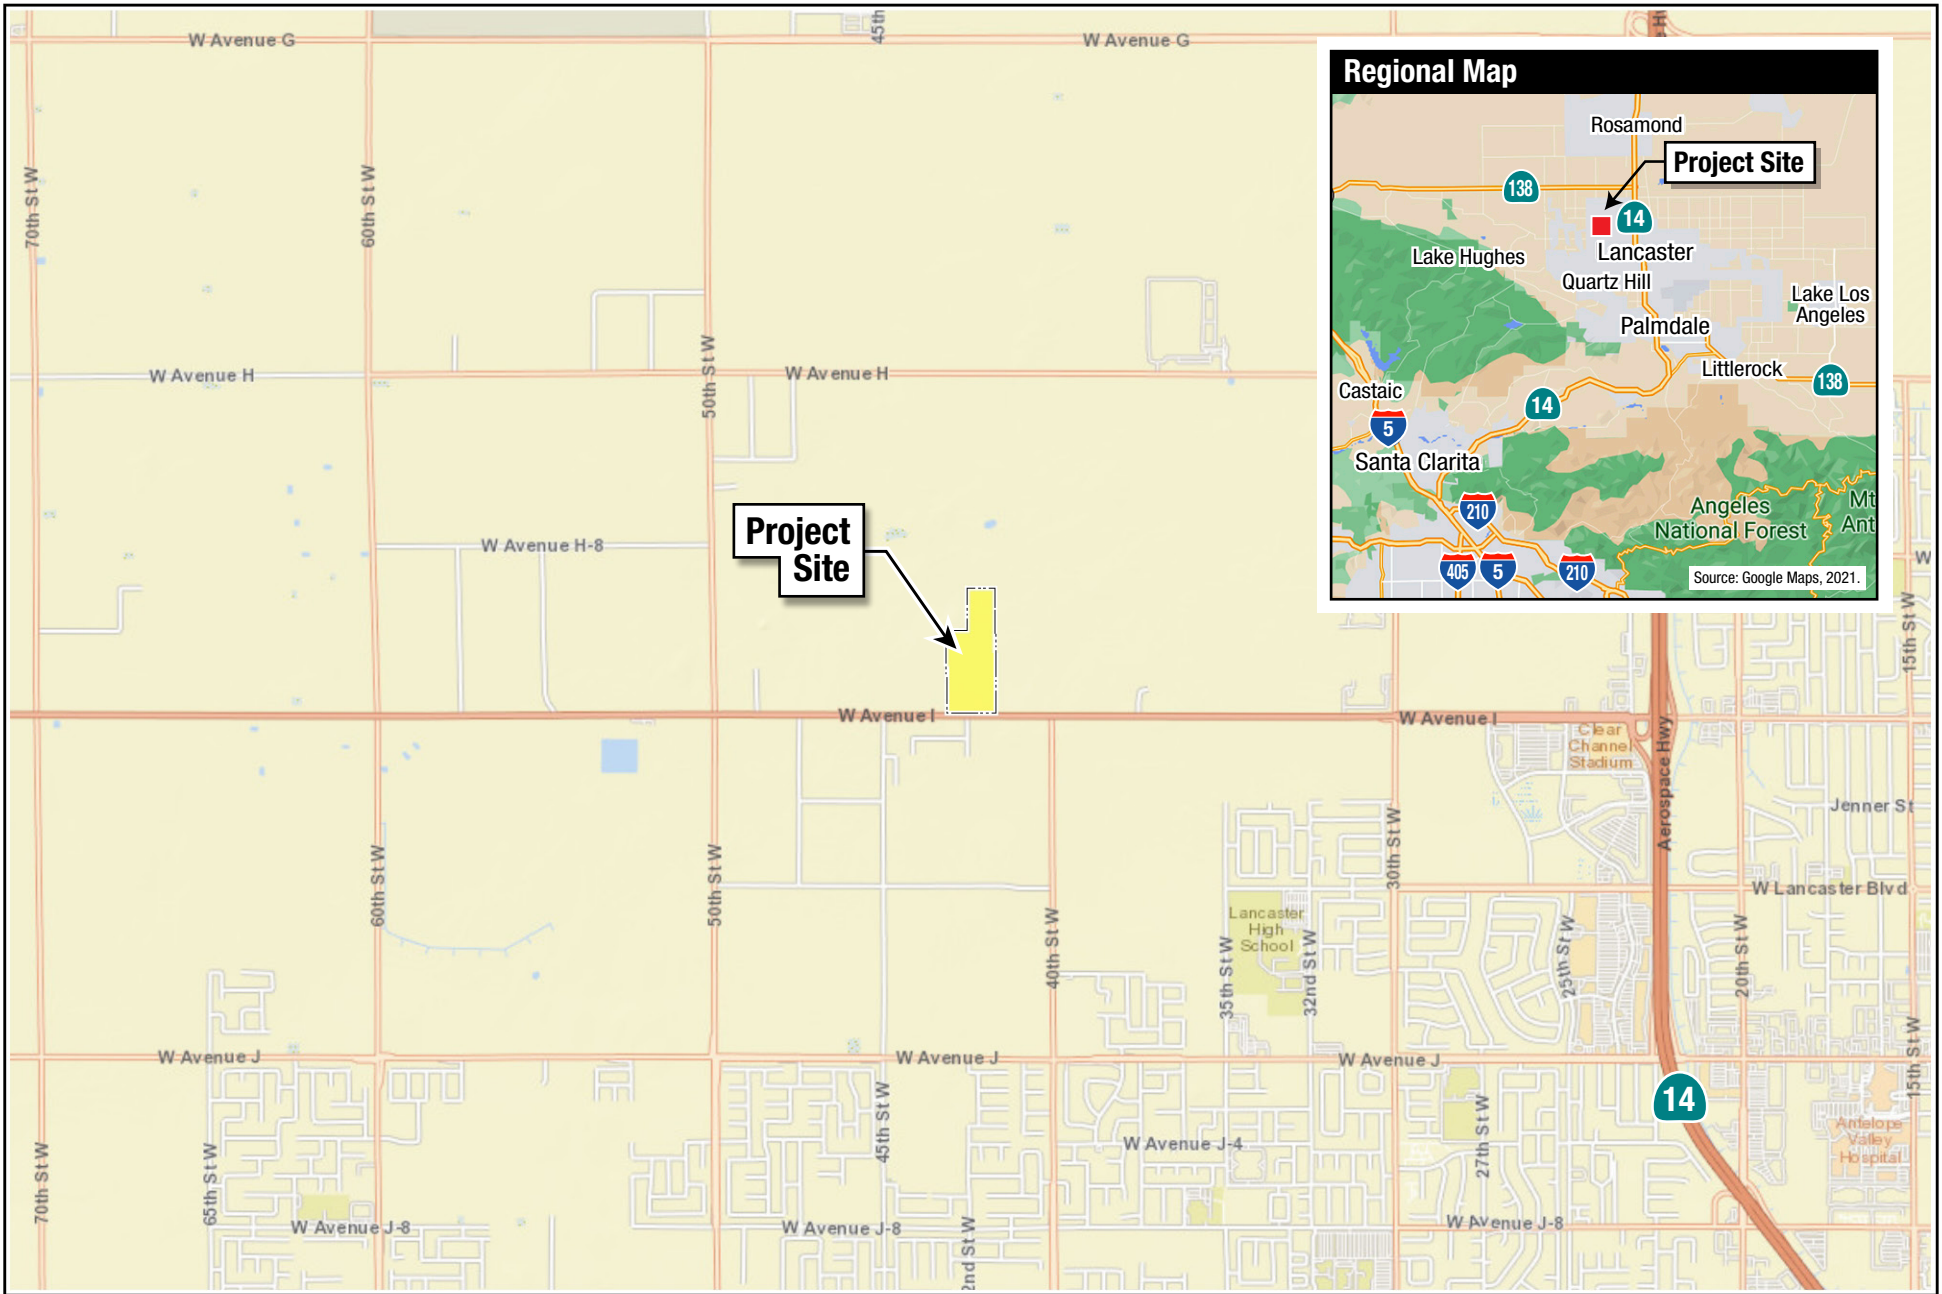 W Avenue G
45th
W Avenue G
Regional Map
Rosamond
Project Site
138
14
Lancaster
Lake Hughes
Quartz Hill
Lake Los
Angeles
Palmdale
Littlerock
138
Castaic
14
5
Santa Clarita
210
Angeles
National Forest
Mt
Ant
405
5
210
Source: Google Maps, 2021.
70th St W
60th St W
50th St W
W Avenue H
W Avenue H
W Avenue H-8
Project
Site
W
15th St W
W Avenue I
W Avenue I
Clear
Channel
Stadium
Aerospace Hwy
Jenner St
60th St W
50th St W
30th St W
W Lancaster Blvd
Lancaster
High
School
40th St W
35th St W
32nd St W
25th St W
20th St W
W Avenue J
W Avenue J
W Avenue J
15th St W
14
45th St W
W Avenue J-4
27th St W
Antelope
Valley
Hospital
70th St W
65th St W
W Avenue J-8
W Avenue J-8
2nd St W
W Avenue J-8